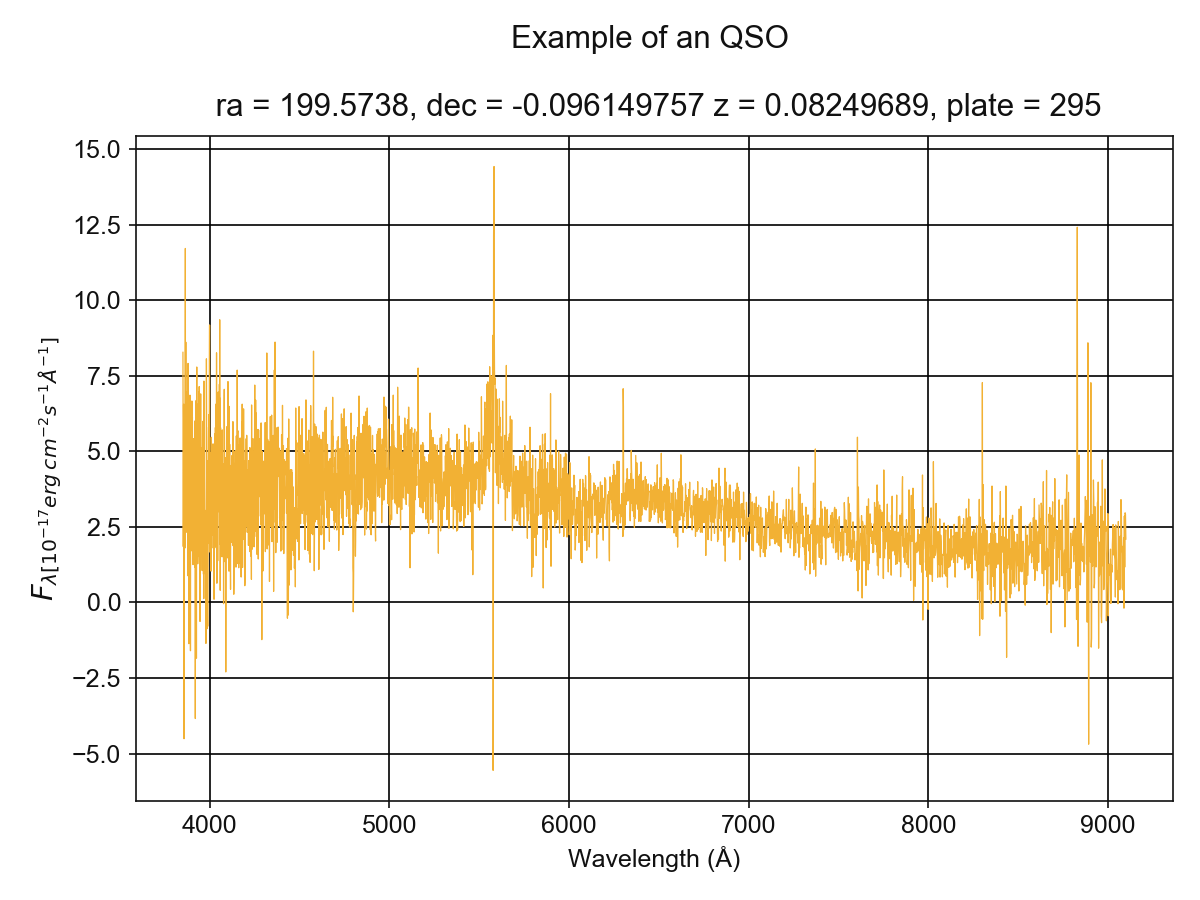 Example of an QSO
ra = 199.5738, dec = -0.096149757 z = 0.08249689, plate = 295
15.0
12.5
10.0
7.5
5.0
2.5
0.0
−2.5
−5.0
F_{λ[10^{−17} erg cm^{−2}s^{−1}Å^{−1}]}
4000 5000 6000 7000 8000 9000
Wavelength (Å)